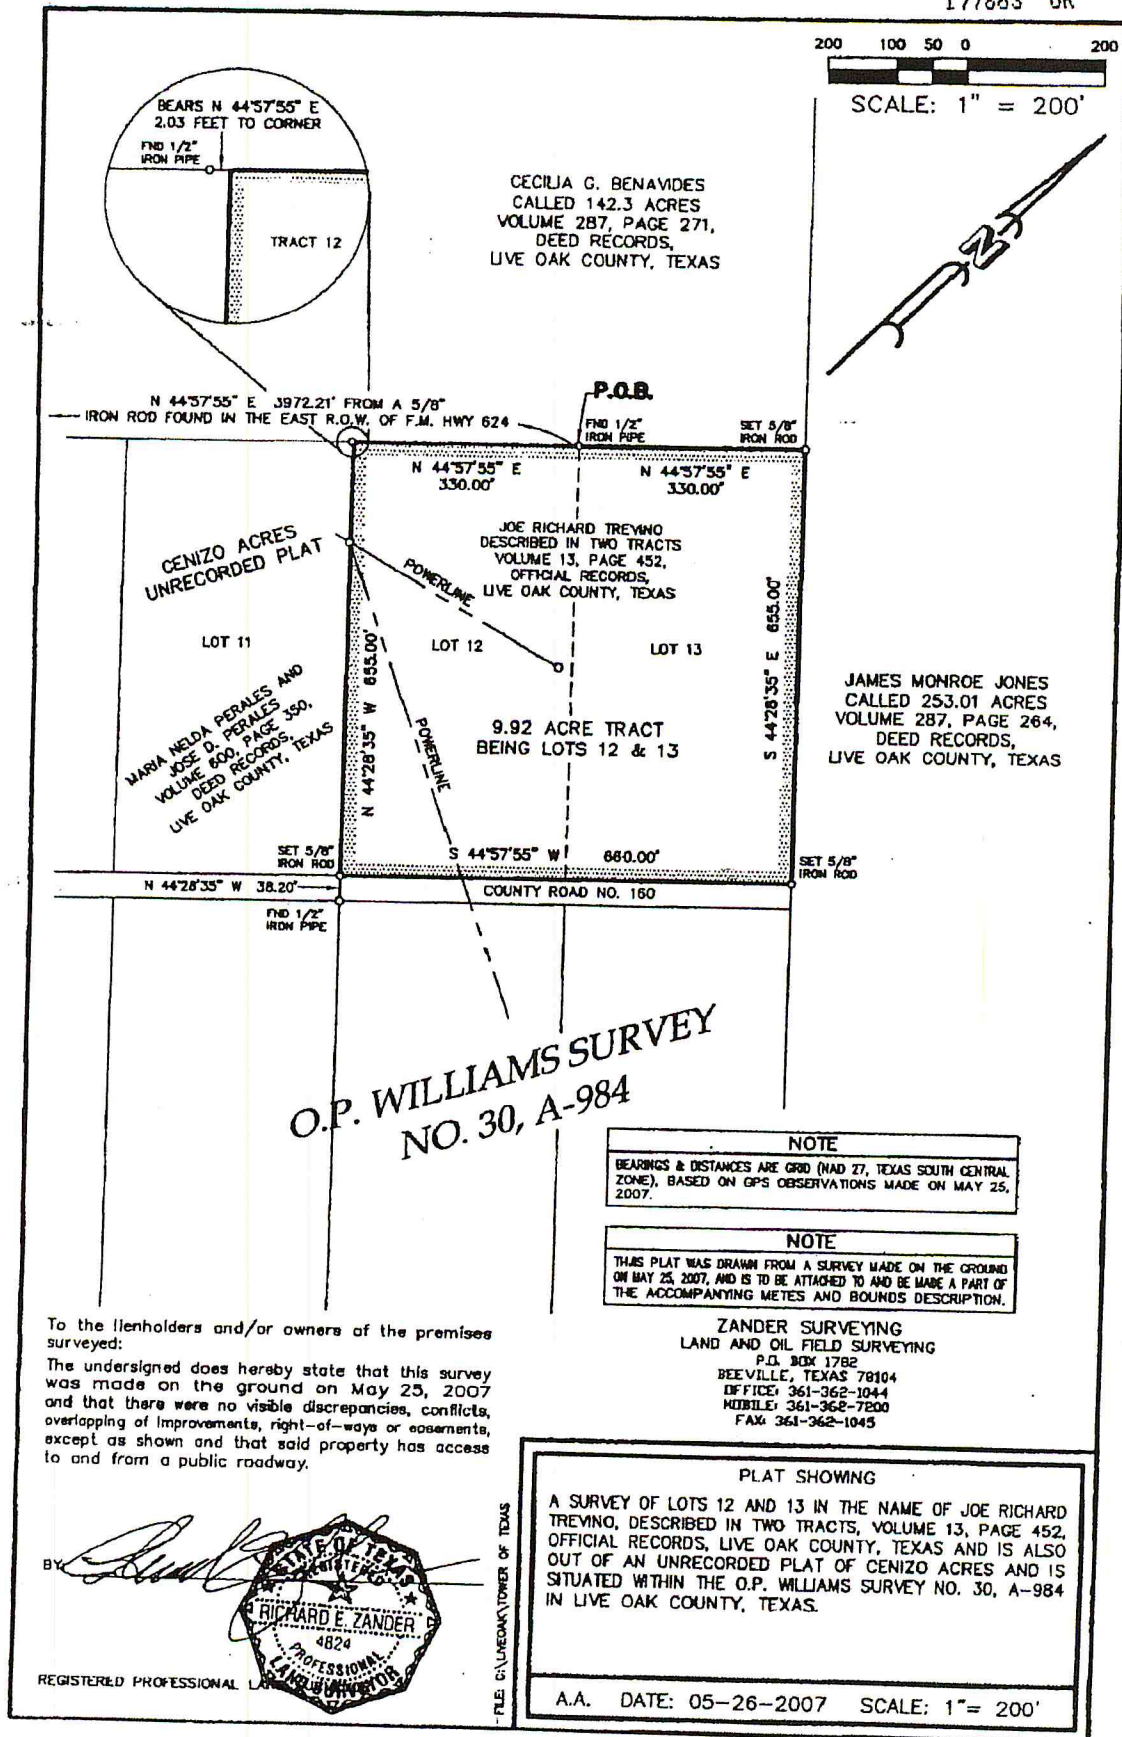 177883 OR
200 100 50 0 200
SCALE: 1" = 200'
BEARS N 44°57'55" E
2.03 FEET TO CORNER
FND 1/2"
IRON PIPE
TRACT 12
CECILIA G. BENAVIDES
CALLED 142.3 ACRES
VOLUME 287, PAGE 271,
DEED RECORDS,
LIVE OAK COUNTY, TEXAS
N
N 44°57'55" E 3972.21' FROM A 5/8"
IRON ROD FOUND IN THE EAST R.O.W. OF F.M. HWY 624
P.O.B.
FND 1/2"
IRON PIPE
SET 5/8"
IRON ROD
N 44°57'55" E
330.00'
N 44°57'55" E
330.00'
CENIZO ACRES
UNRECORDED PLAT
JOE RICHARD TREVINO
DESCRIBED IN TWO TRACTS
VOLUME 13, PAGE 452,
OFFICIAL RECORDS,
LIVE OAK COUNTY, TEXAS
POWERLINE
LOT 11
LOT 12
LOT 13
N 44°28'35" W 655.00'
S 44°28'35" E 655.00'
MARIA NELDA PERALES AND
JOSE D. PERALES
VOLUME 600, PAGE 350,
DEED RECORDS,
LIVE OAK COUNTY, TEXAS
POWERLINE
9.92 ACRE TRACT
BEING LOTS 12 & 13
JAMES MONROE JONES
CALLED 253.01 ACRES
VOLUME 287, PAGE 264,
DEED RECORDS,
LIVE OAK COUNTY, TEXAS
SET 5/8"
IRON ROD
S 44°57'55" W 660.00'
SET 5/8"
IRON ROD
N 44°28'35" W 38.20'
COUNTY ROAD NO. 160
FND 1/2"
IRON PIPE
O.P. WILLIAMS SURVEY
NO. 30, A-984
NOTE
BEARINGS & DISTANCES ARE GRID (NAD 27, TEXAS SOUTH CENTRAL
ZONE), BASED ON GPS OBSERVATIONS MADE ON MAY 25,
2007.
NOTE
THIS PLAT WAS DRAWN FROM A SURVEY MADE ON THE GROUND
ON MAY 25, 2007, AND IS TO BE ATTACHED TO AND BE MADE A PART OF
THE ACCOMPANYING METES AND BOUNDS DESCRIPTION.
ZANDER SURVEYING
LAND AND OIL FIELD SURVEYING
P.O. BOX 1782
BEEVILLE, TEXAS 78104
OFFICE: 361-362-1044
MOBILE: 361-362-7200
FAX: 361-362-1045
To the lienholders and/or owners of the premises
surveyed:
The undersigned does hereby state that this survey
was made on the ground on May 25, 2007
and that there were no visible discrepancies, conflicts,
overlapping of improvements, right-of-ways or easements,
except as shown and that said property has access
to and from a public roadway.
BY
STATE OF TEXAS
REGISTERED
RICHARD E. ZANDER
4824
PROFESSIONAL
LAND SURVEYOR
REGISTERED PROFESSIONAL
FILE: C:\LIVEOAK\TOWER OF TEXAS
PLAT SHOWING
A SURVEY OF LOTS 12 AND 13 IN THE NAME OF JOE RICHARD
TREVINO, DESCRIBED IN TWO TRACTS, VOLUME 13, PAGE 452,
OFFICIAL RECORDS, LIVE OAK COUNTY, TEXAS AND IS ALSO
OUT OF AN UNRECORDED PLAT OF CENIZO ACRES AND IS
SITUATED WITHIN THE O.P. WILLIAMS SURVEY NO. 30, A-984
IN LIVE OAK COUNTY, TEXAS.
A.A. DATE: 05-26-2007 SCALE: 1"= 200'